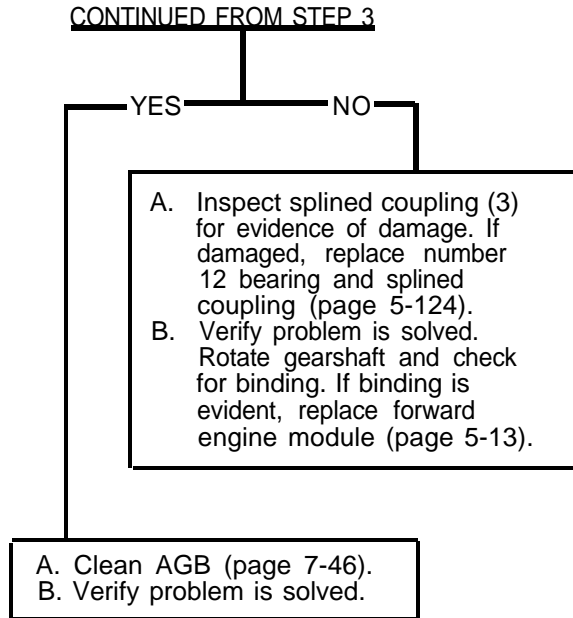 CONTINUED FROM STEP 3
YES NO
A. Inspect splined coupling (3)
for evidence of damage. If
damaged, replace number
12 bearing and splined
coupling (page 5-124).
B. Verify problem is solved.
Rotate gearshaft and check
for binding. If binding is
evident, replace forward
engine module (page 5-13).
A. Clean AGB (page 7-46).
B. Verify problem is solved.